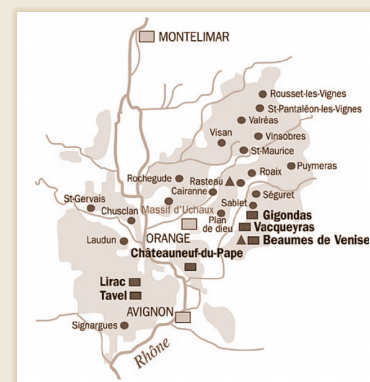 MONTELIMAR
Rousset-les-Vignes
St-Pantaléon-les-Vignes
Valréas
Visan
Vinsobres
St-Maurice
Puymeras
Rochegude
Roaix
Rasteau
Cairanne
Séguret
St-Gervais
Massif d'Uchaux
Sablet
Chusclan
Plan
de dieu
Gigondas
Vacqueyras
Laudun
ORANGE
Beaumes de Venise
Châteauneuf-du-Pape
Lirac
Tavel
AVIGNON
Signargues
Rhône